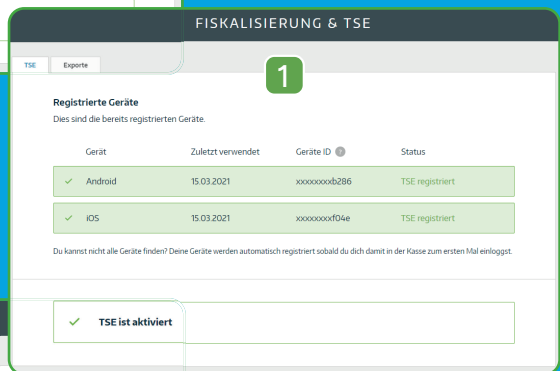 FISKALISIERUNG & TSE
TSE Exporte
1
Registrierte Geräte
Dies sind die bereits registrierten Geräte.
Gerät Zuletzt verwendet Geräte ID ? Status
Android 15.03.2021 xxxxxxxxb286 TSE registriert
iOS 15.03.2021 xxxxxxxxf04e TSE registriert
Du kannst nicht alle Geräte finden? Deine Geräte werden automatisch registriert sobald du dich damit in der Kasse zum ersten Mal einloggst.
TSE ist aktiviert